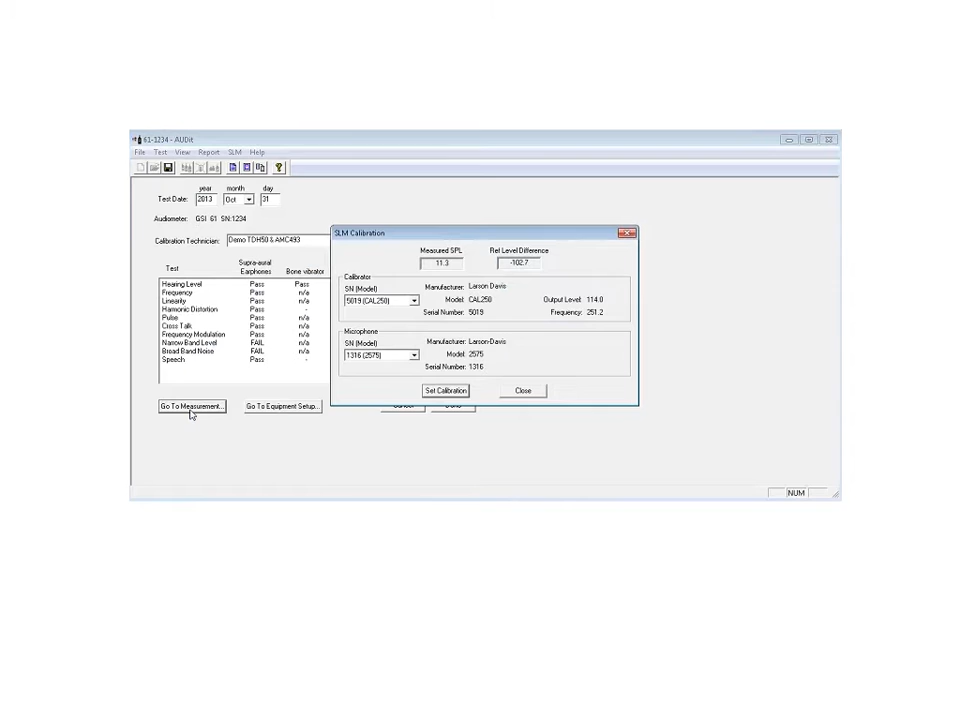 61-1234 - AUDit
File Test View Report SLM Help
year month day
Test Date: 2013 Oct 31
Audiometer: GSI 61 SN:1234
Calibration Technician: Demo TDH50 & AMC493
Test Supra-aural Earphones Bone vibrator
Hearing Level Pass Pass
Frequency Pass n/a
Linearity Pass n/a
Harmonic Distortion Pass -
Pulse Pass n/a
Cross Talk Pass n/a
Frequency Modulation Pass n/a
Narrow Band Level FAIL n/a
Broad Band Noise FAIL n/a
Speech Pass -
Go To Measurement... Go To Equipment Setup...
SLM Calibration
Measured SPL Ref Level Difference
11.3 -102.7
Calibrator
SN (Model) Manufacturer: Larson Davis
5019 (CAL250) Model: CAL250 Output Level: 114.0
Serial Number: 5019 Frequency: 251.2
Microphone
SN (Model) Manufacturer: Larson-Davis
1316 (2575) Model: 2575
Serial Number: 1316
Set Calibration Close
NUM